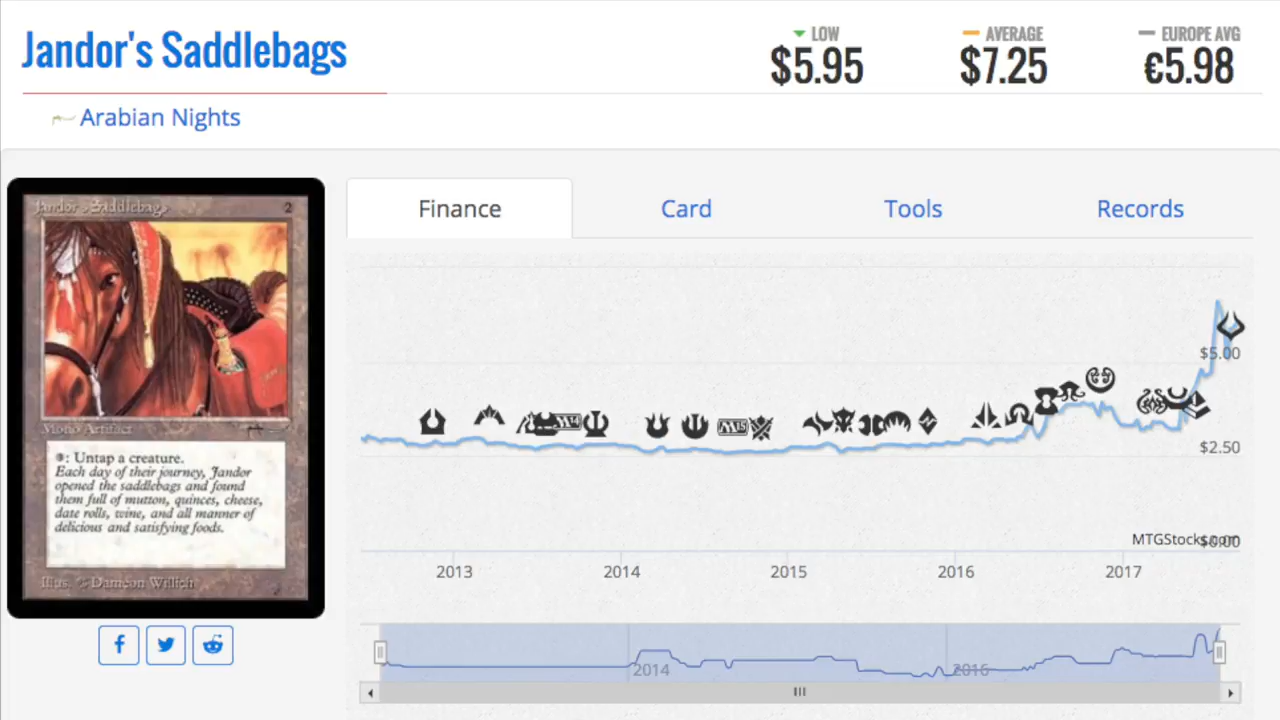 Jandor's Saddlebags
LOW
$5.95
AVERAGE
$7.25
EUROPE AVG
€5.98
Arabian Nights
Jandor's Saddlebags 2
Mono Artifact
: Untap a creature.
Each day of their journey, Jandor
opened the saddlebags and found
them full of mutton, quinces, cheese,
date rolls, wine, and all manner of
delicious and satisfying foods.
Illus. © Dameon Willich
Finance Card Tools Records
$5.00
$2.50
MTGStocks.com
$0.00
M14
M15
2013 2014 2015 2016 2017
2014 2016